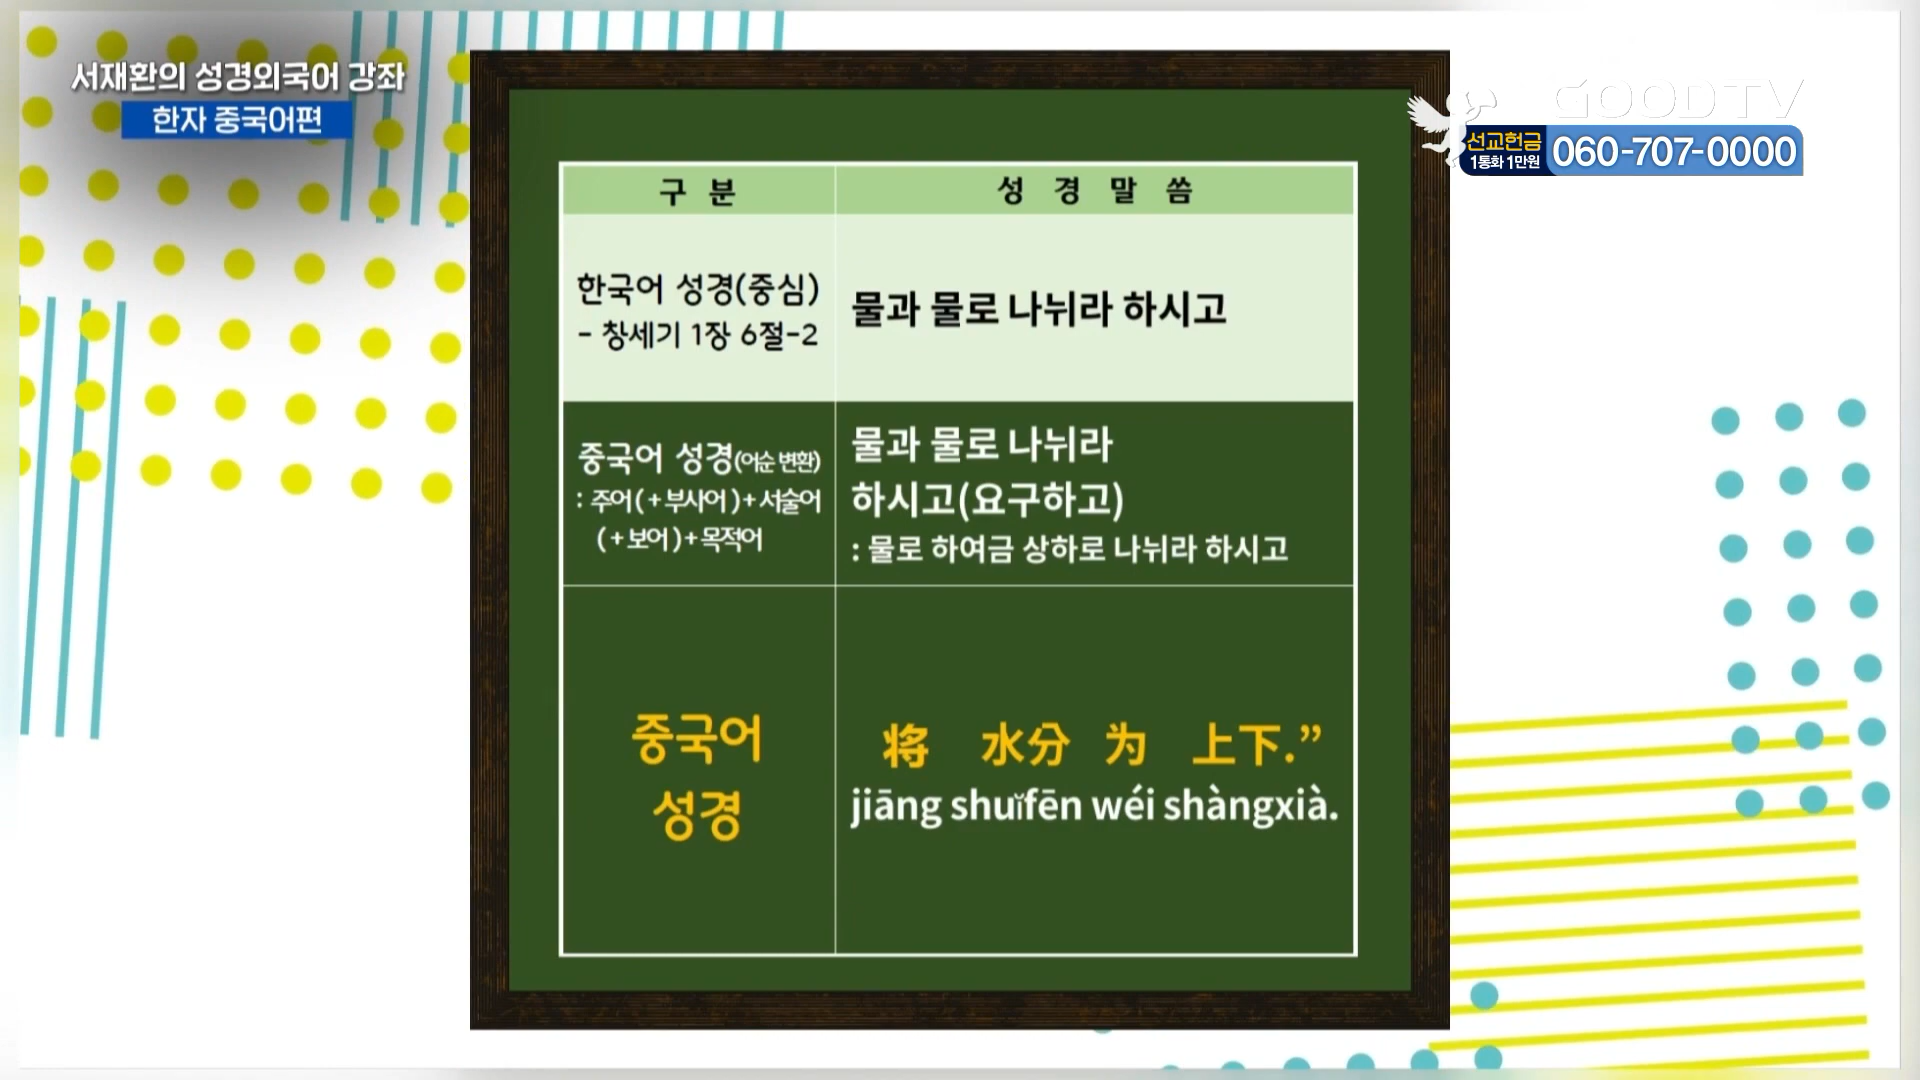 서재환의 성경외국어 강좌
한자 중국어편
GOODTV
선교헌금
1통화 1만원
060-707-0000
구 분
성 경 말 씀
한국어 성경(중심)
- 창세기 1장 6절-2
물과 물로 나뉘라 하시고
중국어 성경(어순 변환)
: 주어 (+ 부사어 ) + 서술어
(+ 보어 ) + 목적어
물과 물로 나뉘라
하시고(요구하고)
: 물로 하여금 상하로 나뉘라 하시고
중국어
성경
将 水分 为 上下.”
jiāng shuǐfēn wéi shàngxià.